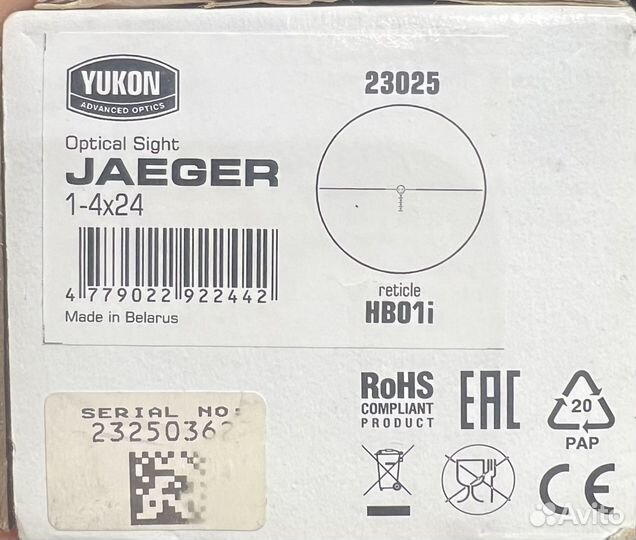 YUKON
ADVANCED OPTICS
23025
Optical Sight
JAEGER
1-4x24
4 779022 922442
Made in Belarus
reticle
HB01i
RoHS
COMPLIANT
PRODUCT
EAC
20
PAP
SERIAL NO:
CE
Avito